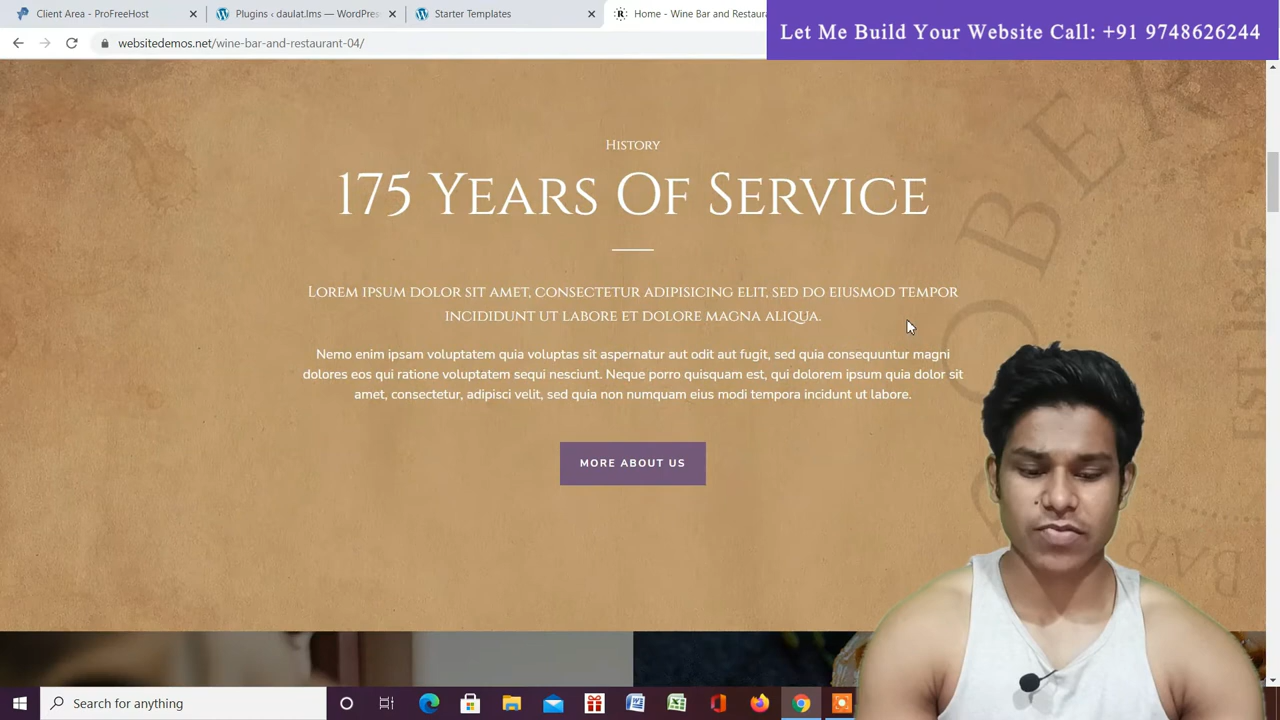 Client Area - ProFreeHost
Plugins ‹ daulat.lms — WordPres
Starter Templates
Home - Wine Bar and Restaura
Let Me Build Your Website Call: +91 9748626244
websitedemos.net/wine-bar-and-restaurant-04/
History
175 Years Of Service
Lorem ipsum dolor sit amet, consectetur adipisicing elit, sed do eiusmod tempor
incididunt ut labore et dolore magna aliqua.
Nemo enim ipsam voluptatem quia voluptas sit aspernatur aut odit aut fugit, sed quia consequuntur magni
dolores eos qui ratione voluptatem sequi nesciunt. Neque porro quisquam est, qui dolorem ipsum quia dolor sit
amet, consectetur, adipisci velit, sed quia non numquam eius modi tempora incidunt ut labore.
MORE ABOUT US
EST 1845
BAR
Search for anything